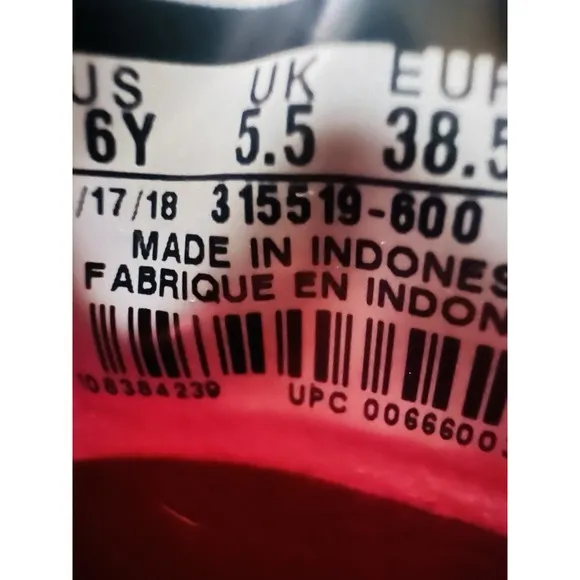 US UK EUR
6Y 5.5 38.5
/17/18 315519-600
MADE IN INDONES
FABRIQUE EN INDON
08384239 UPC 0066600